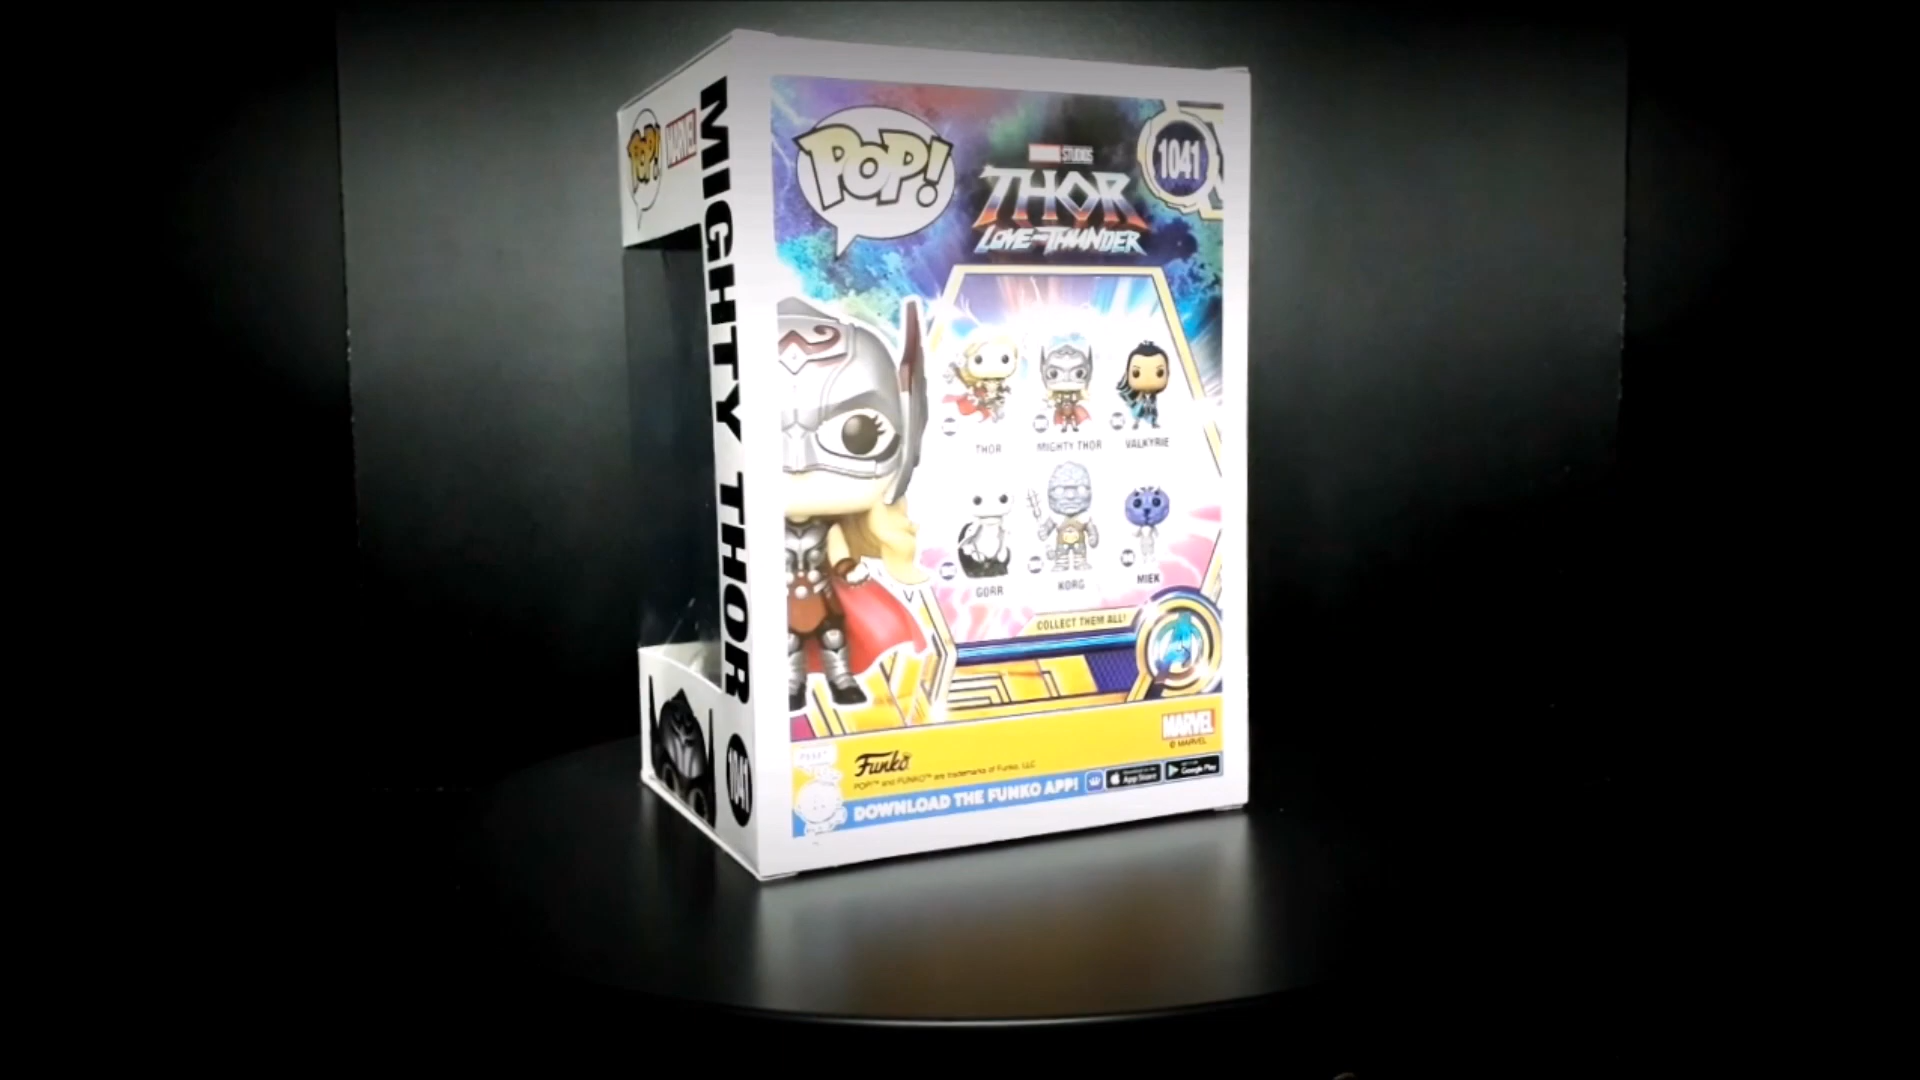 POP!
MARVEL
MIGHTY THOR
1041
POP!
MARVEL STUDIOS
THOR
LOVE AND THUNDER
1041
THOR
MIGHTY THOR
VALKYRIE
GORR
KORG
MIEK
COLLECT THEM ALL!
MARVEL
© MARVEL
Funko
POP!™ and FUNKO™ are trademarks of Funko, LLC
DOWNLOAD THE FUNKO APP!
App Store
Google Play